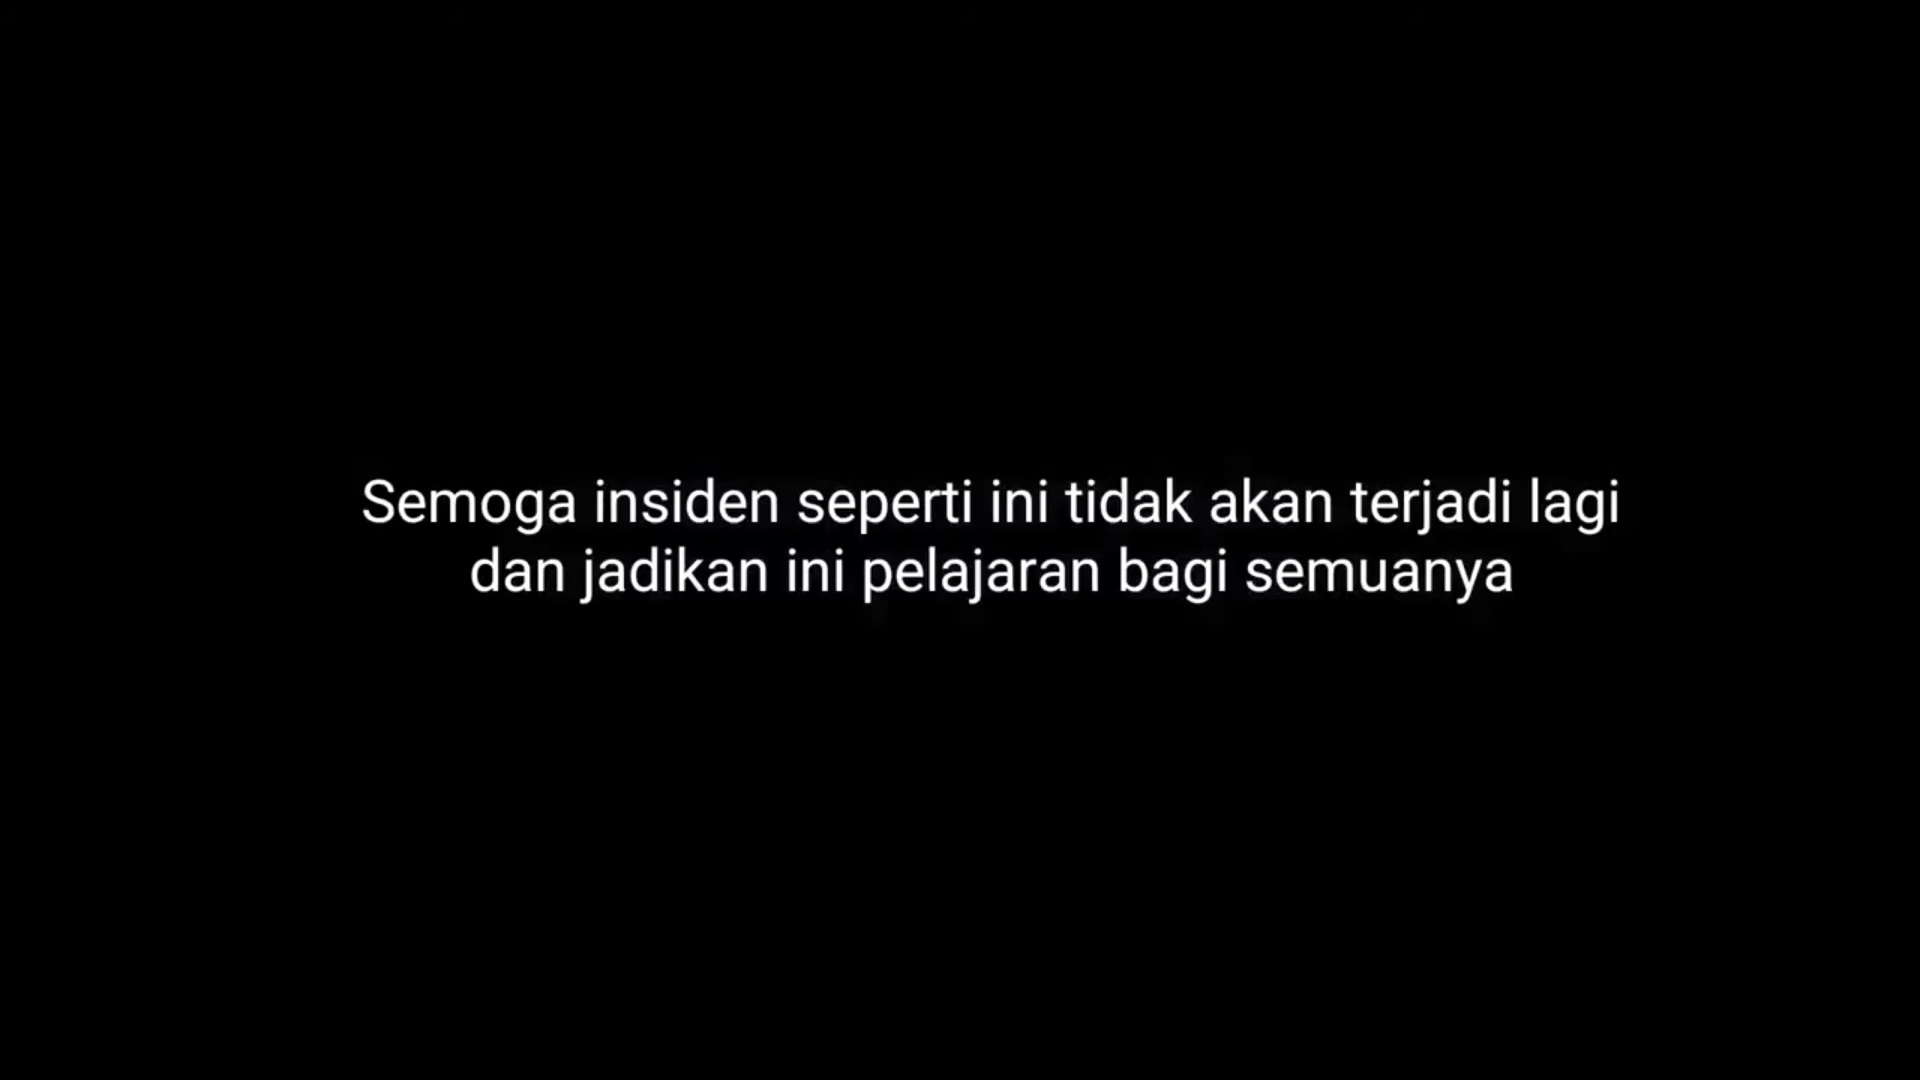 Semoga insiden seperti ini tidak akan terjadi lagi
dan jadikan ini pelajaran bagi semuanya